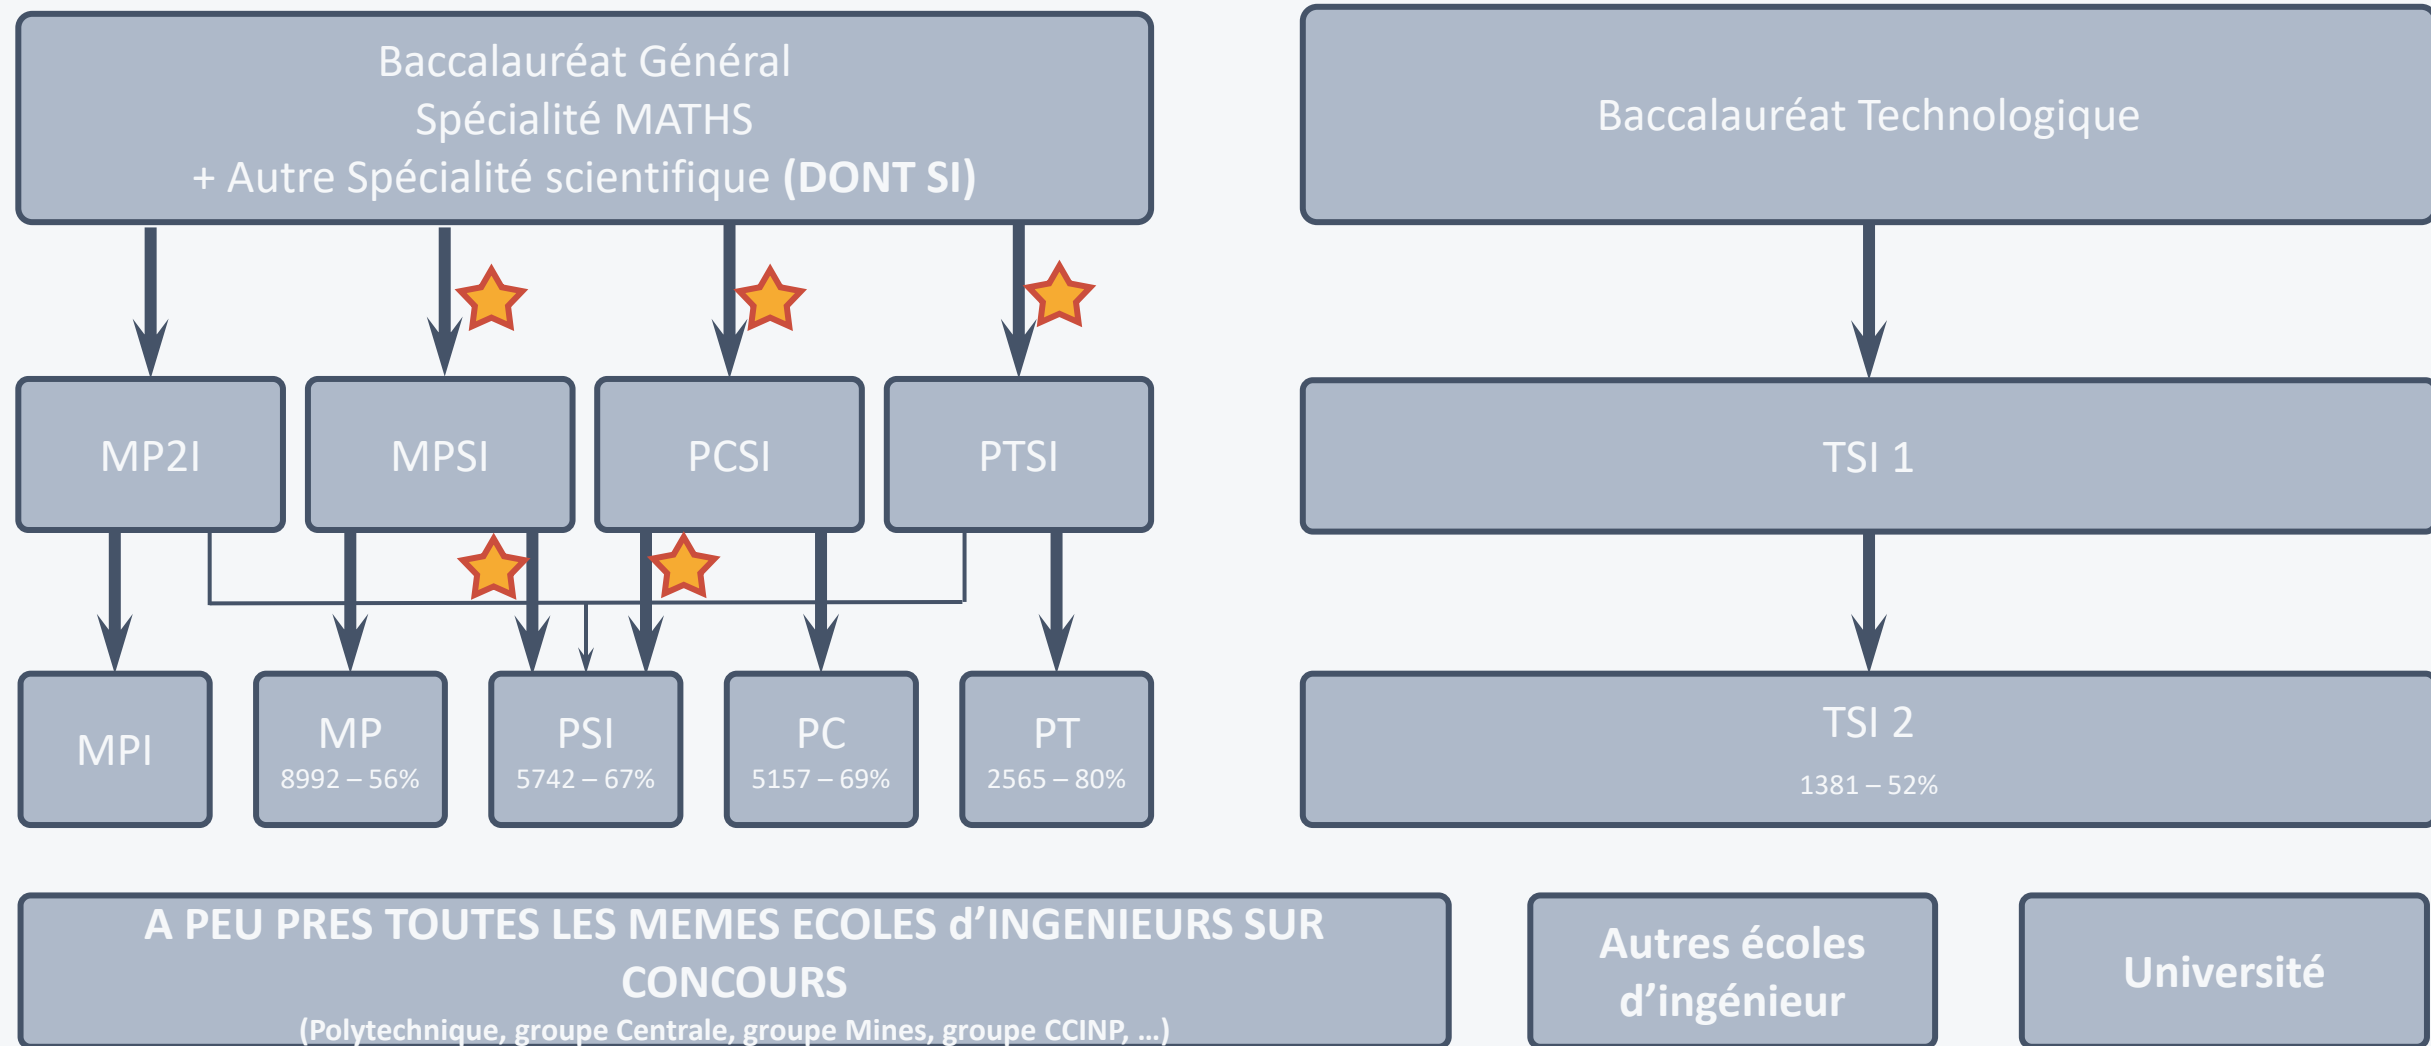 Baccalauréat Général
Spécialité MATHS
+ Autre Spécialité scientifique (DONT SI)
Baccalauréat Technologique
MP2I
MPSI
PCSI
PTSI
TSI 1
MPI
MP
8992 – 56%
PSI
5742 – 67%
PC
5157 – 69%
PT
2565 – 80%
TSI 2
1381 – 52%
A PEU PRES TOUTES LES MEMES ECOLES d’INGENIEURS SUR
CONCOURS
(Polytechnique, groupe Centrale, groupe Mines, groupe CCINP, …)
Autres écoles
d’ingénieur
Université